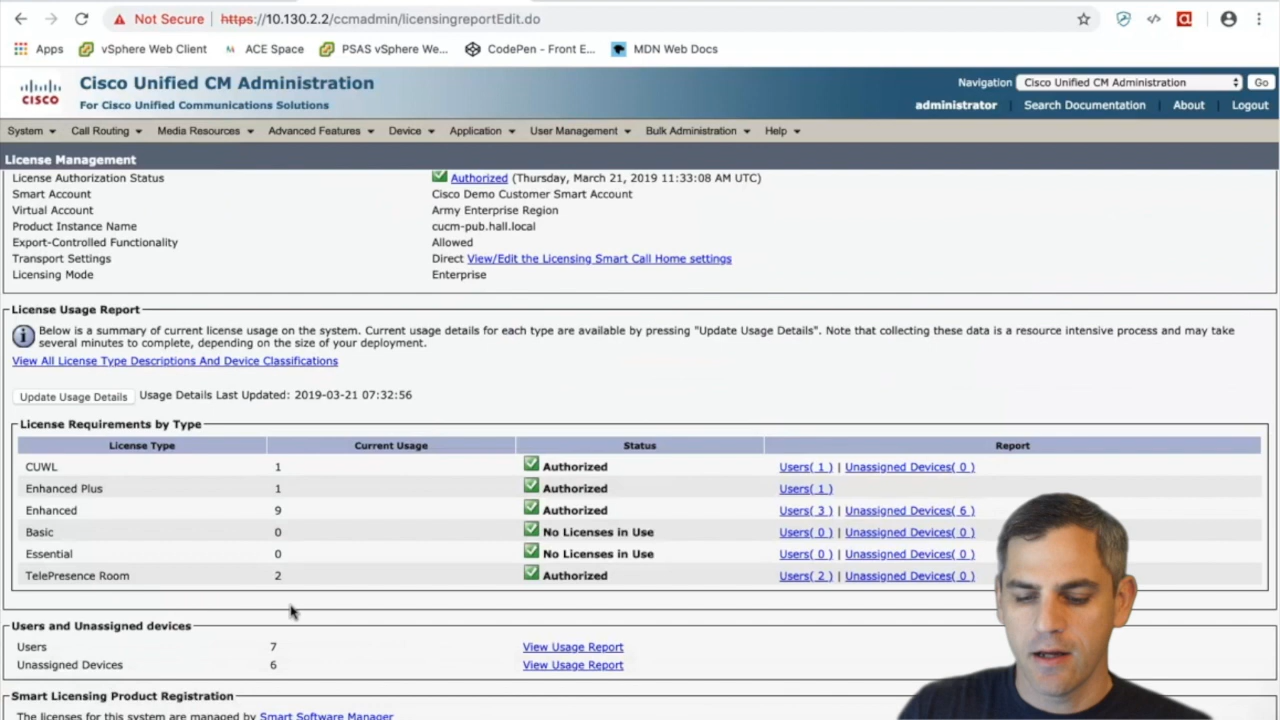 Not Secure | https://10.130.2.2/ccmadmin/licensingreportEdit.do
Apps vSphere Web Client ACE Space PSAS vSphere We... CodePen - Front E... MDN Web Docs
CISCO
Cisco Unified CM Administration
For Cisco Unified Communications Solutions
Navigation Cisco Unified CM Administration Go
administrator | Search Documentation | About | Logout
System Call Routing Media Resources Advanced Features Device Application User Management Bulk Administration Help
License Management
License Authorization Status Authorized (Thursday, March 21, 2019 11:33:08 AM UTC)
Smart Account Cisco Demo Customer Smart Account
Virtual Account Army Enterprise Region
Product Instance Name cucm-pub.hall.local
Export-Controlled Functionality Allowed
Transport Settings Direct View/Edit the Licensing Smart Call Home settings
Licensing Mode Enterprise
License Usage Report
Below is a summary of current license usage on the system. Current usage details for each type are available by pressing "Update Usage Details". Note that collecting these data is a resource intensive process and may take
several minutes to complete, depending on the size of your deployment.
View All License Type Descriptions And Device Classifications
Update Usage Details Usage Details Last Updated: 2019-03-21 07:32:56
License Requirements by Type
License Type Current Usage Status Report
CUWL 1 Authorized Users( 1 ) | Unassigned Devices( 0 )
Enhanced Plus 1 Authorized Users( 1 )
Enhanced 9 Authorized Users( 3 ) | Unassigned Devices( 6 )
Basic 0 No Licenses in Use Users( 0 ) | Unassigned Devices( 0 )
Essential 0 No Licenses in Use Users( 0 ) | Unassigned Devices( 0 )
TelePresence Room 2 Authorized Users( 2 ) | Unassigned Devices( 0 )
Users and Unassigned devices
Users 7 View Usage Report
Unassigned Devices 6 View Usage Report
Smart Licensing Product Registration
The licenses for this system are managed by Smart Software Manager